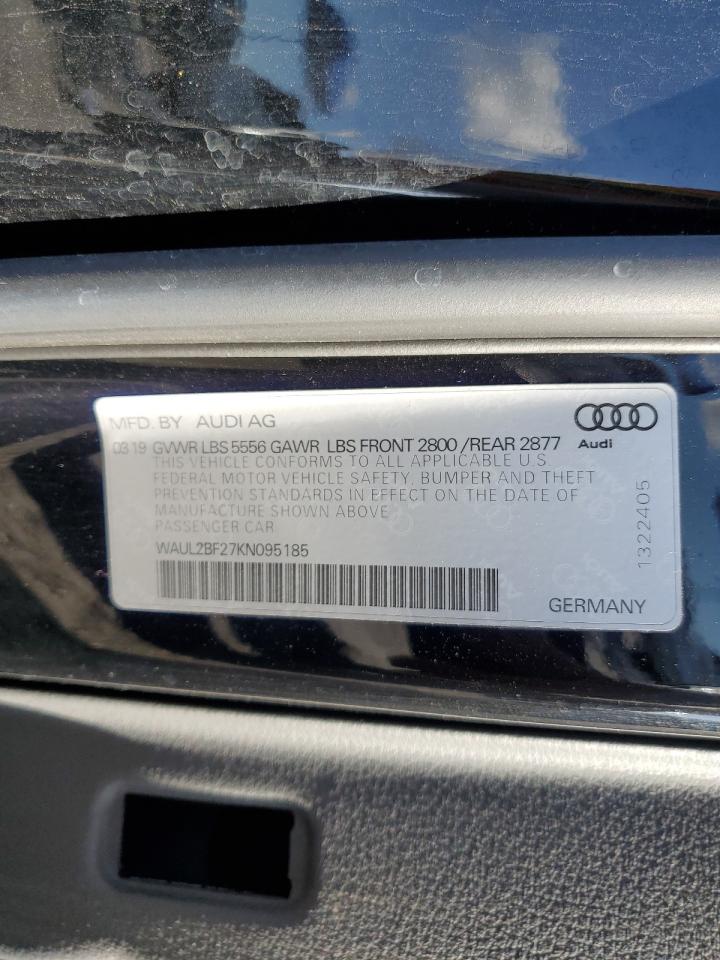 MFD. BY AUDI AG
03 19 GVWR LBS 5556 GAWR LBS FRONT 2800 / REAR 2877
Audi
THIS VEHICLE CONFORMS TO ALL APPLICABLE U.S.
FEDERAL MOTOR VEHICLE SAFETY, BUMPER AND THEFT
PREVENTION STANDARDS IN EFFECT ON THE DATE OF
MANUFACTURE SHOWN ABOVE
PASSENGER CAR
WAUL2BF27KN095185
1322405
GERMANY